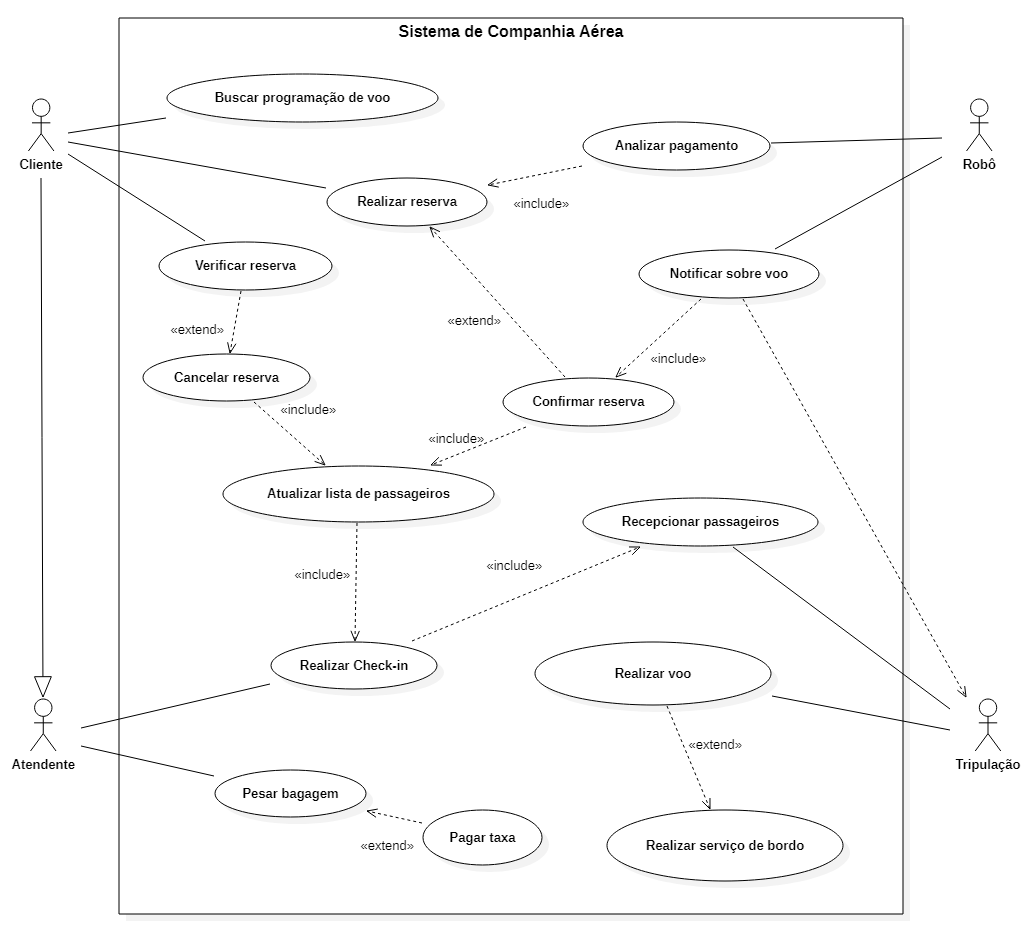 Sistema de Companhia Aérea
Buscar programação de voo
Cliente
Analizar pagamento
Robô
Realizar reserva
«include»
Verificar reserva
Notificar sobre voo
«extend»
«extend»
«include»
Cancelar reserva
Confirmar reserva
«include»
«include»
Atualizar lista de passageiros
Recepcionar passageiros
«include»
«include»
Realizar Check-in
Realizar voo
Atendente
«extend»
Tripulação
Pesar bagagem
Pagar taxa
«extend»
Realizar serviço de bordo